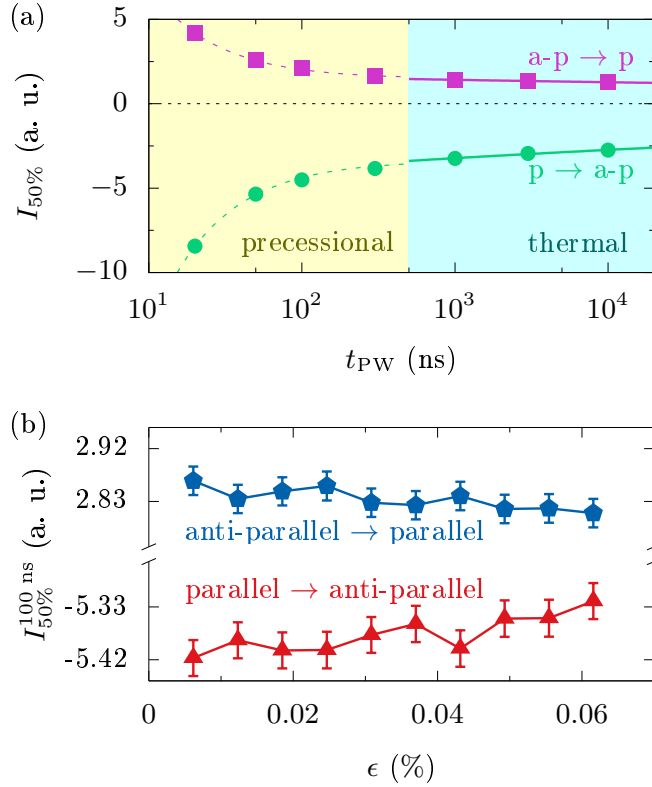 (a)
I50% (a. u.)
5
0
−5
−10
a-p → p
p → a-p
precessional
thermal
10^1
10^2
10^3
10^4
tPW (ns)
(b)
I50%^100 ns (a. u.)
2.92
2.83
-5.33
-5.42
anti-parallel → parallel
parallel → anti-parallel
0
0.02
0.04
0.06
ϵ (%)